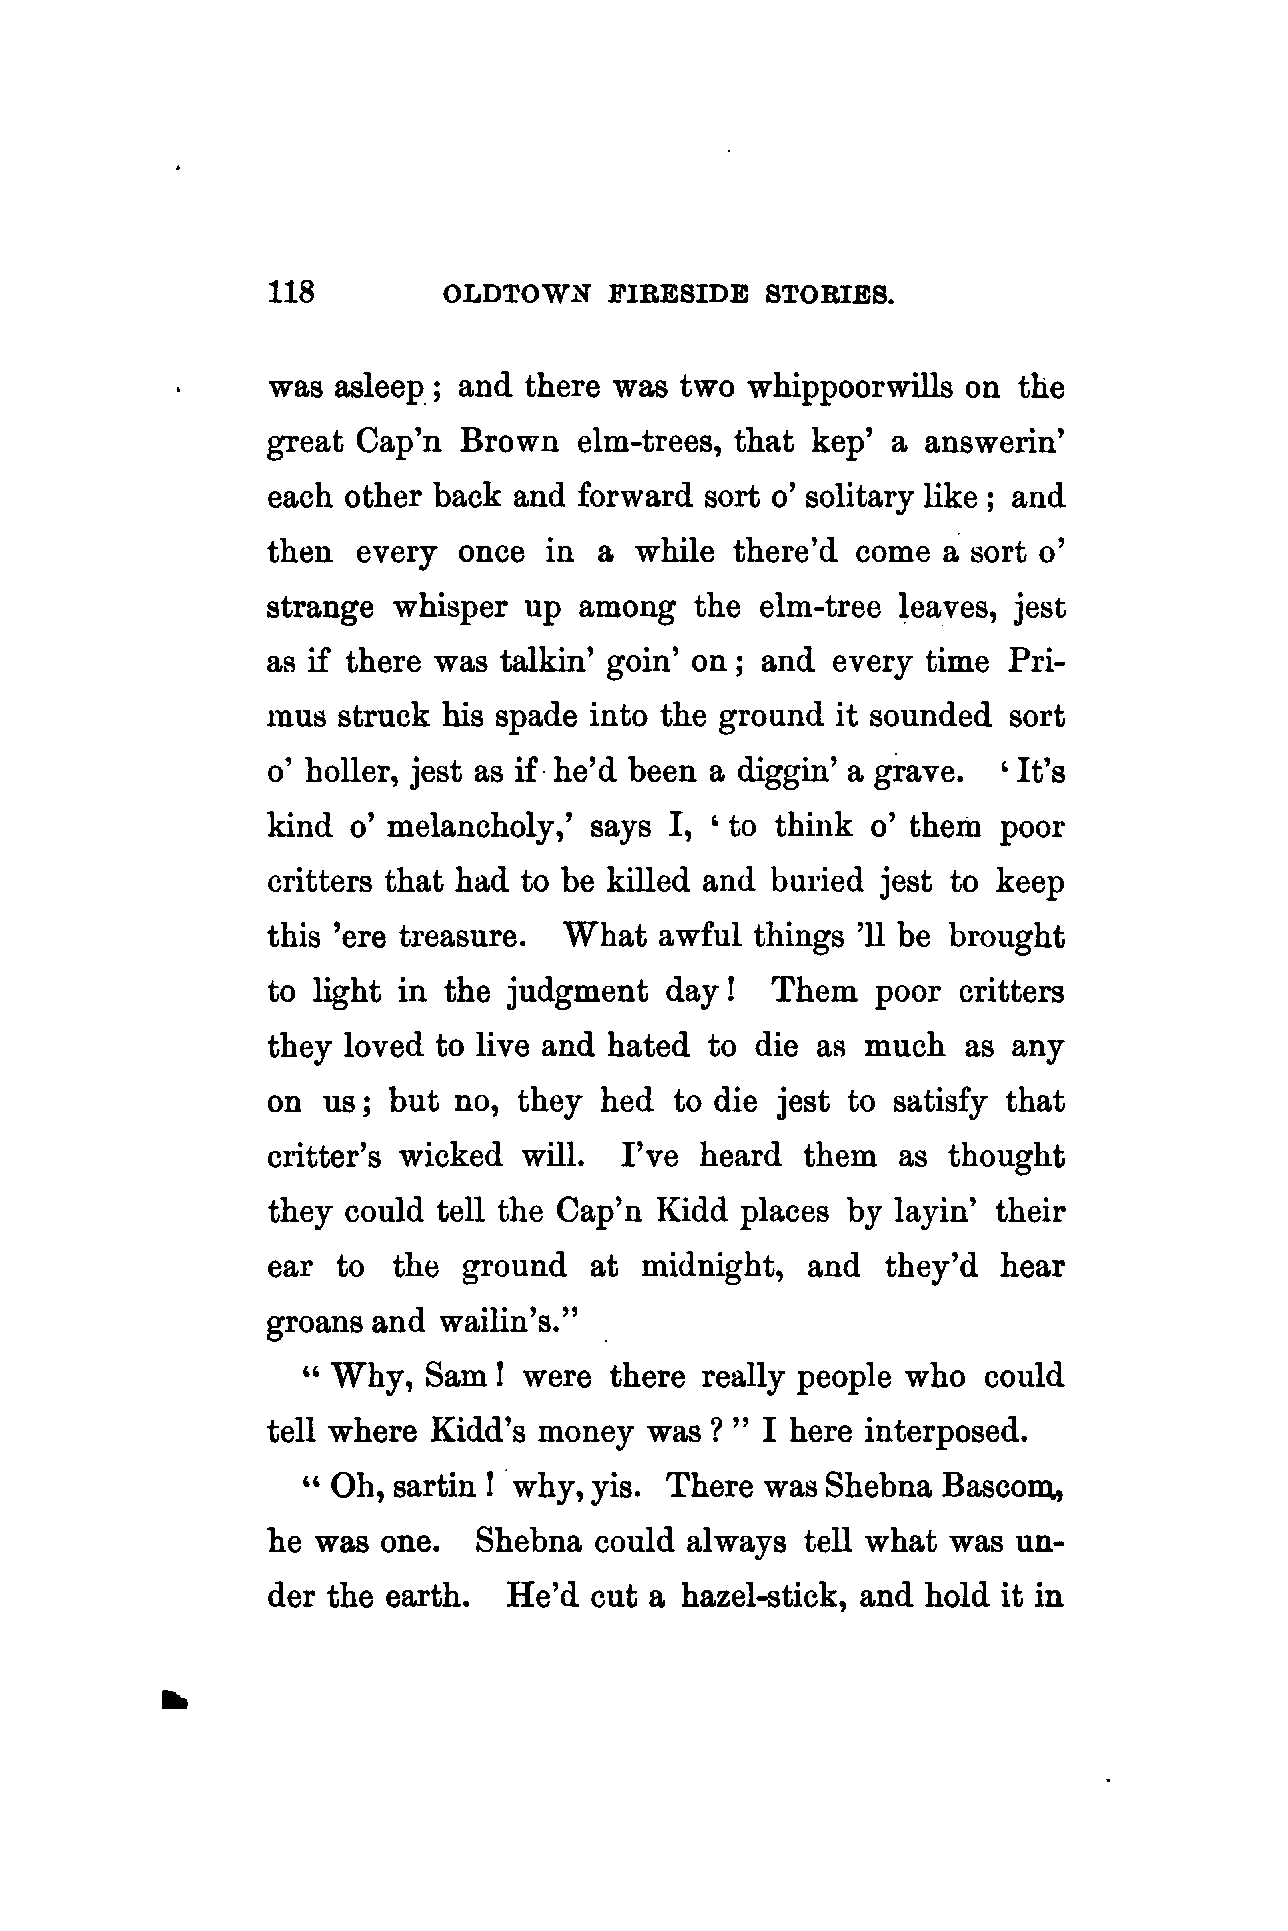 118 OLDTOWN FIRESIDE STORIES.
was asleep; and there was two whippoorwills on the
great Cap'n Brown elm-trees, that kep' a answerin'
each other back and forward sort o' solitary like; and
then every once in a while there'd come a sort o'
strange whisper up among the elm-tree leaves, jest
as if there was talkin' goin' on; and every time Pri-
mus struck his spade into the ground it sounded sort
o' holler, jest as if he'd been a diggin' a grave. 'It's
kind o' melancholy,' says I, 'to think o' them poor
critters that had to be killed and buried jest to keep
this 'ere treasure. What awful things 'll be brought
to light in the judgment day! Them poor critters
they loved to live and hated to die as much as any
on us; but no, they hed to die jest to satisfy that
critter's wicked will. I've heard them as thought
they could tell the Cap'n Kidd places by layin' their
ear to the ground at midnight, and they'd hear
groans and wailin's."
"Why, Sam! were there really people who could
tell where Kidd's money was?" I here interposed.
"Oh, sartin! why, yis. There was Shebna Bascom,
he was one. Shebna could always tell what was un-
der the earth. He'd cut a hazel-stick, and hold it in